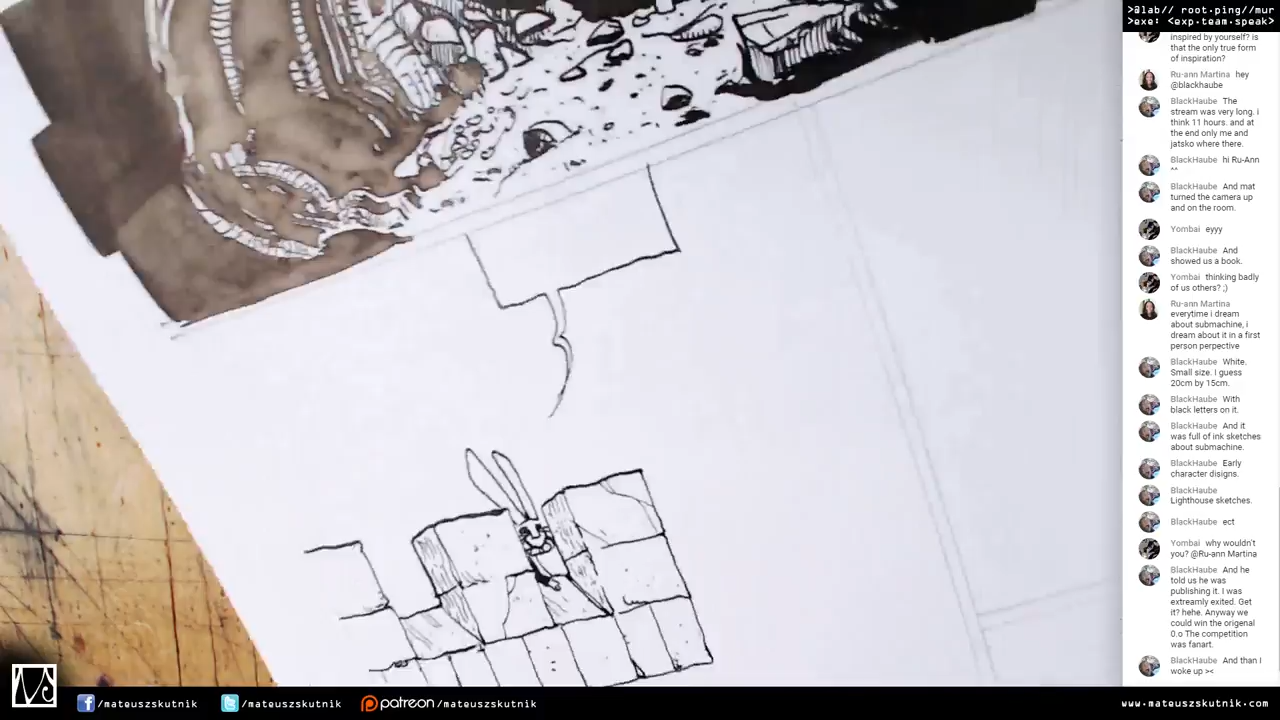 >@lab// root.ping//mur
>exe: <exp.team.speak>
inspired by yourself? is
that the only true form
of inspiration?
Ru-ann Martina hey
@blackhaube
BlackHaube The
stream was very long. i
think 11 hours. and at
the end only me and
jatsko where there.
BlackHaube hi Ru-Ann
^^
BlackHaube And mat
turned the camera up
and on the room.
Yombai eyyy
BlackHaube And
showed us a book.
Yombai thinking badly
of us others? ;)
Ru-ann Martina
everytime i dream
about submachine, i
dream about it in a first
person perpective
BlackHaube White.
Small size. I guess
20cm by 15cm.
BlackHaube With
black letters on it.
BlackHaube And it
was full of ink sketches
about submachine.
BlackHaube Early
character disigns.
BlackHaube
Lighthouse sketches.
BlackHaube ect
Yombai why wouldn't
you? @Ru-ann Martina
BlackHaube And he
told us he was
publishing it. I was
extreamly exited. Get
it? hehe. Anyway we
could win the origenal
0.o The competition
was fanart.
BlackHaube And than I
woke up ><
/mateuszskutnik
/mateuszskutnik
patreon/mateuszskutnik
www.mateuszskutnik.com